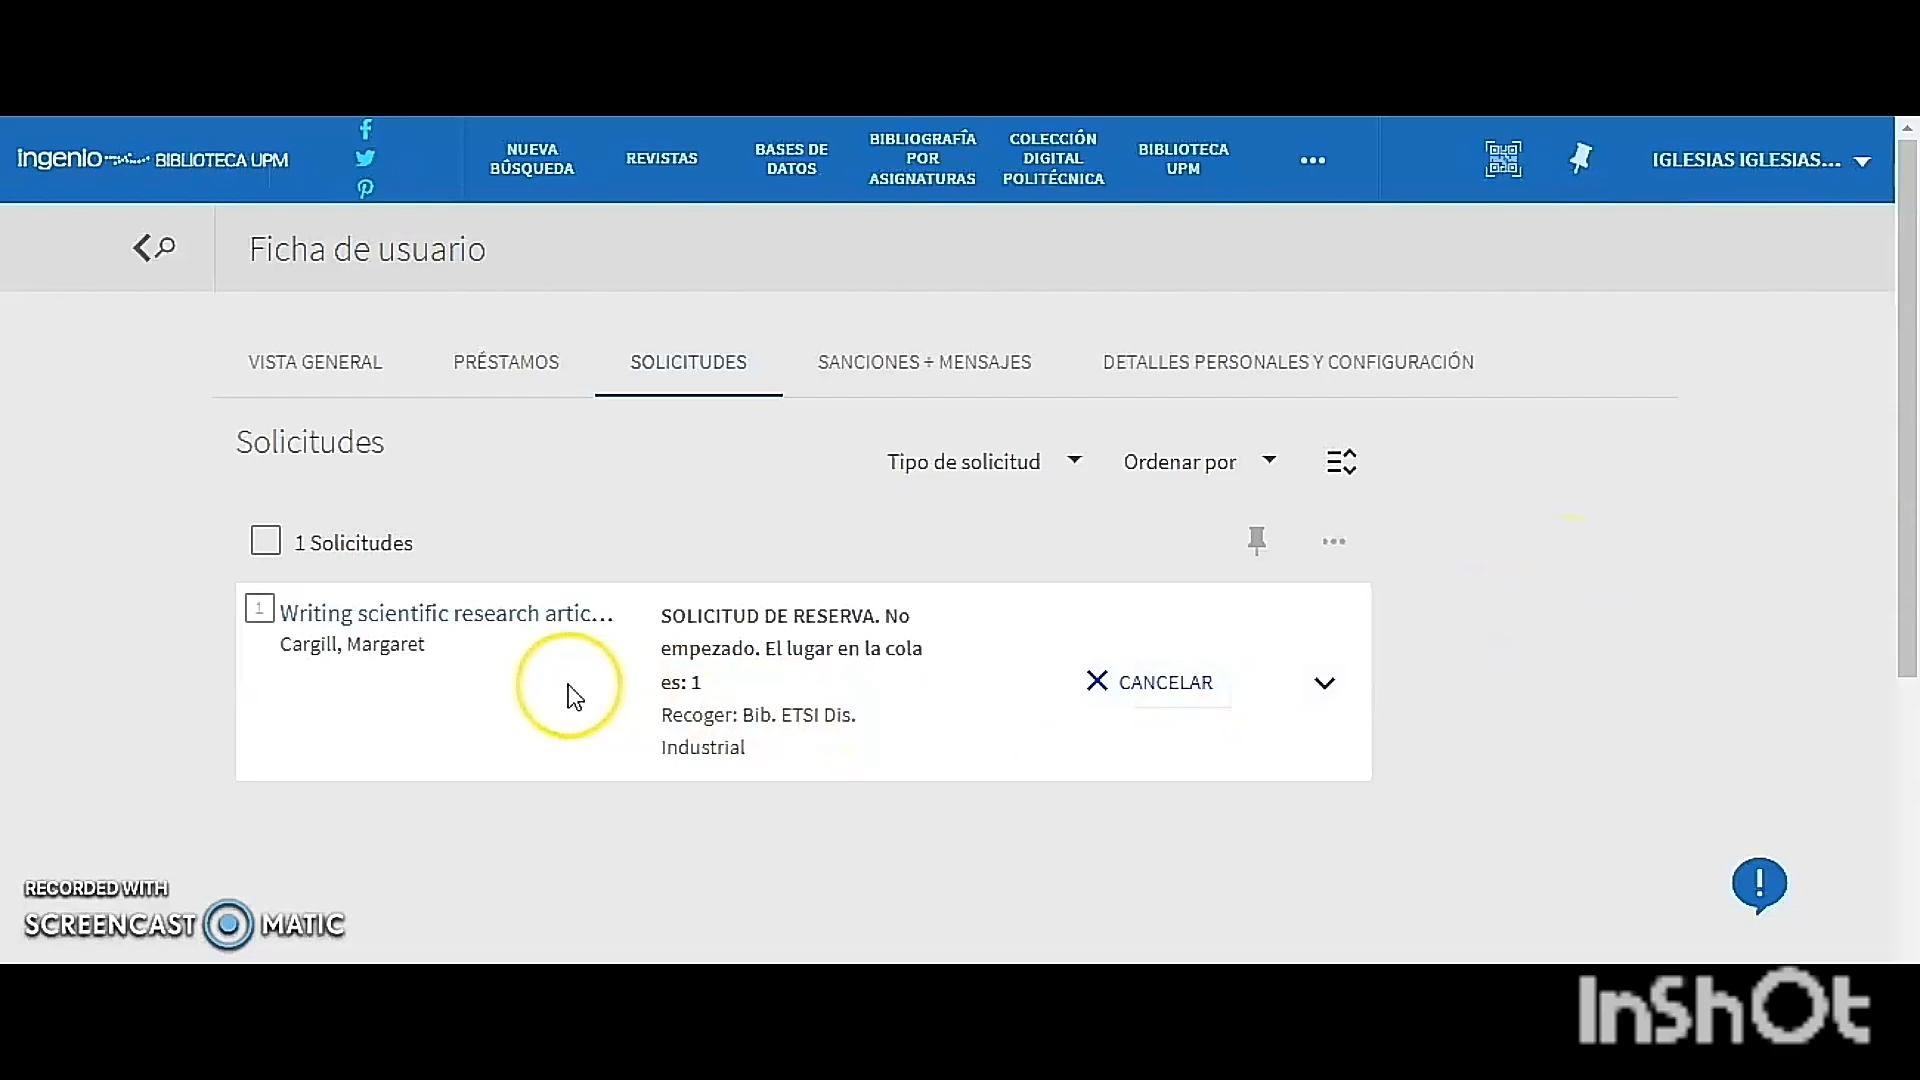 ingenio BIBLIOTECA UPM
NUEVA
BÚSQUEDA
REVISTAS
BASES DE
DATOS
BIBLIOGRAFÍA
POR
ASIGNATURAS
COLECCIÓN
DIGITAL
POLITÉCNICA
BIBLIOTECA
UPM
IGLESIAS IGLESIAS...
Ficha de usuario
VISTA GENERAL
PRÉSTAMOS
SOLICITUDES
SANCIONES + MENSAJES
DETALLES PERSONALES Y CONFIGURACIÓN
Solicitudes
Tipo de solicitud
Ordenar por
1 Solicitudes
1
Writing scientific research artic...
Cargill, Margaret
SOLICITUD DE RESERVA. No
empezado. El lugar en la cola
es: 1
Recoger: Bib. ETSI Dis.
Industrial
CANCELAR
RECORDED WITH
SCREENCAST MATIC
InShOt